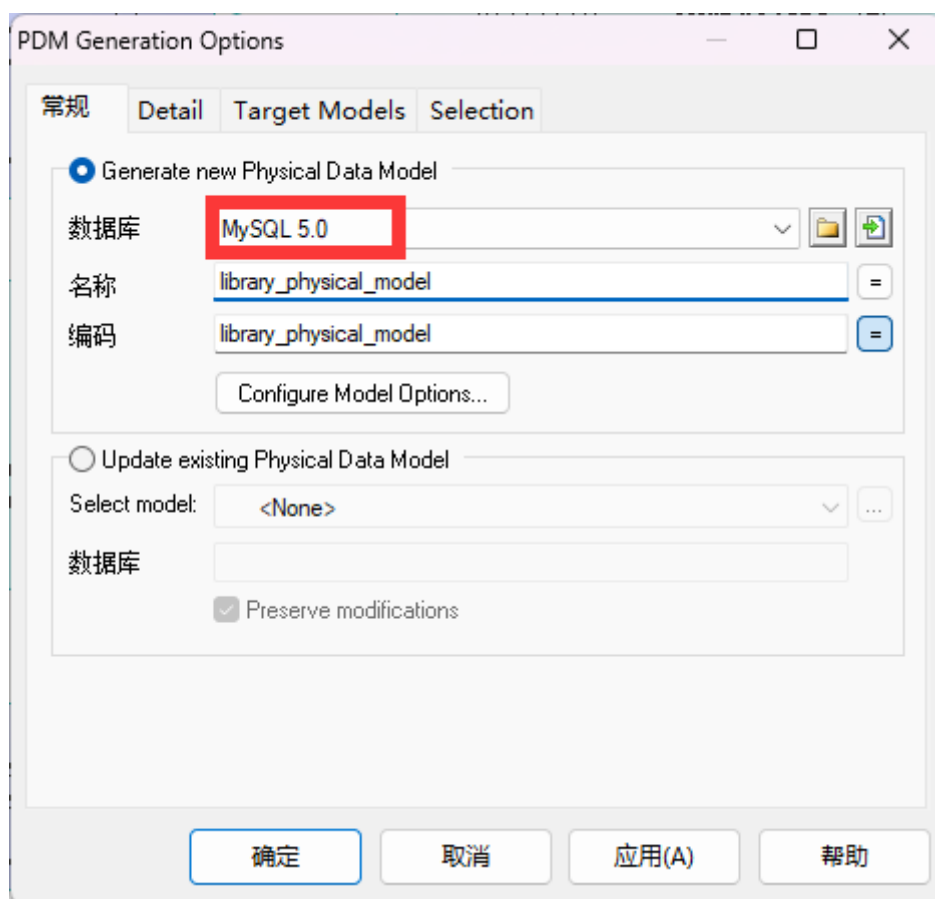 PDM Generation Options
常规 Detail Target Models Selection
Generate new Physical Data Model
数据库 MySQL 5.0
名称 library_physical_model =
编码 library_physical_model =
Configure Model Options...
Update existing Physical Data Model
Select model: <None> ...
数据库
Preserve modifications
确定 取消 应用(A) 帮助